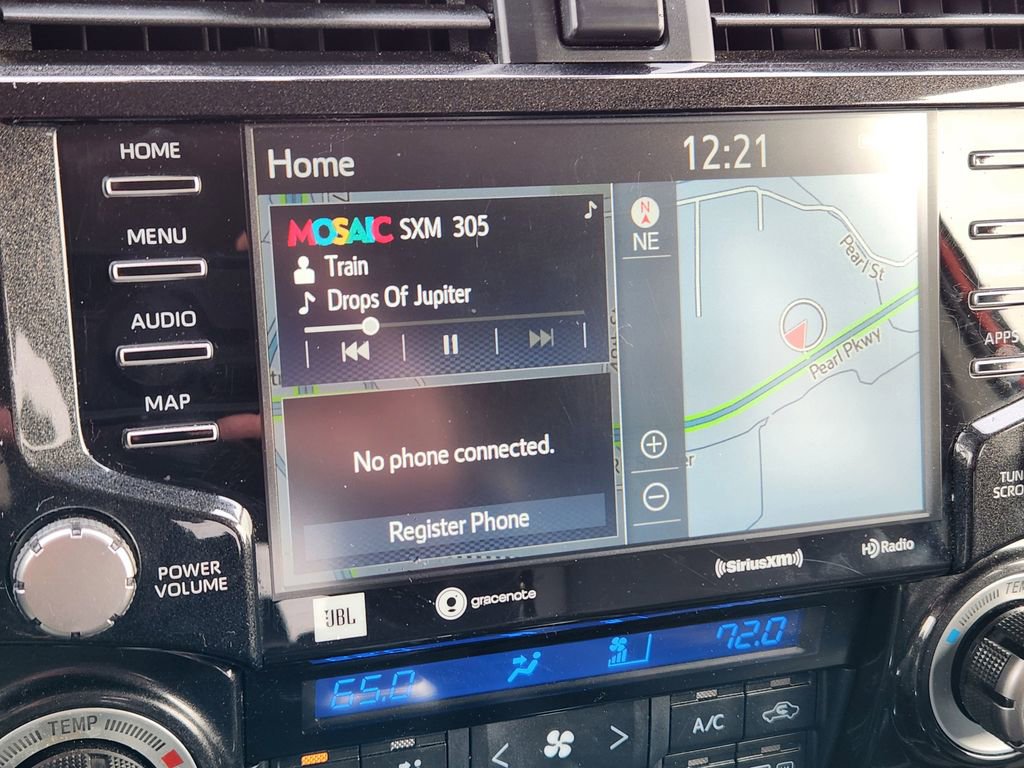 HOME
MENU
AUDIO
MAP
POWER
VOLUME
Home
12:21
MOSAIC SXM 305
Train
Drops Of Jupiter
No phone connected.
Register Phone
N
NE
Pearl St
Pearl Pkwy
APPS
SiriusXM
HD Radio
JBL
gracenote
65.0
72.0
TEMP
A/C